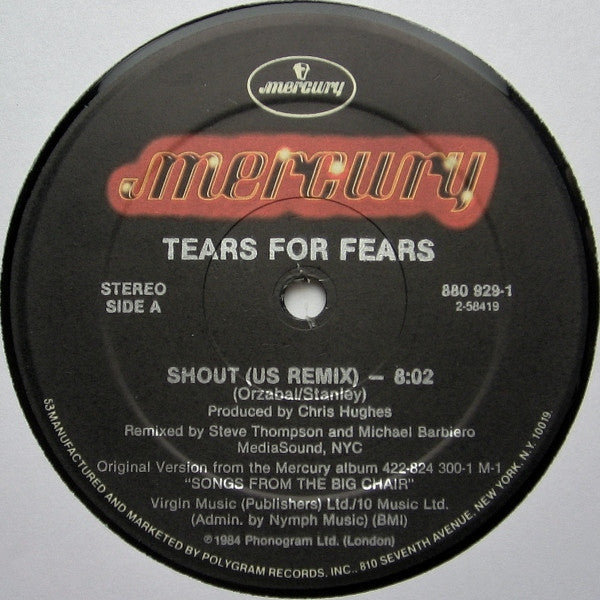 mercury
mercury
TEARS FOR FEARS
STEREO
SIDE A
880 929-1
2-58419
SHOUT (US REMIX) — 8:02
(Orzabal/Stanley)
Produced by Chris Hughes
Remixed by Steve Thompson and Michael Barbiero
MediaSound, NYC
Original Version from the Mercury album 422-824 300-1 M-1
"SONGS FROM THE BIG CHAIR"
Virgin Music (Publishers) Ltd./10 Music Ltd.
(Admin. by Nymph Music) (BMI)
℗1984 Phonogram Ltd. (London)
53 MANUFACTURED AND MARKETED BY POLYGRAM RECORDS, INC., 810 SEVENTH AVENUE, NEW YORK, N.Y. 10019.